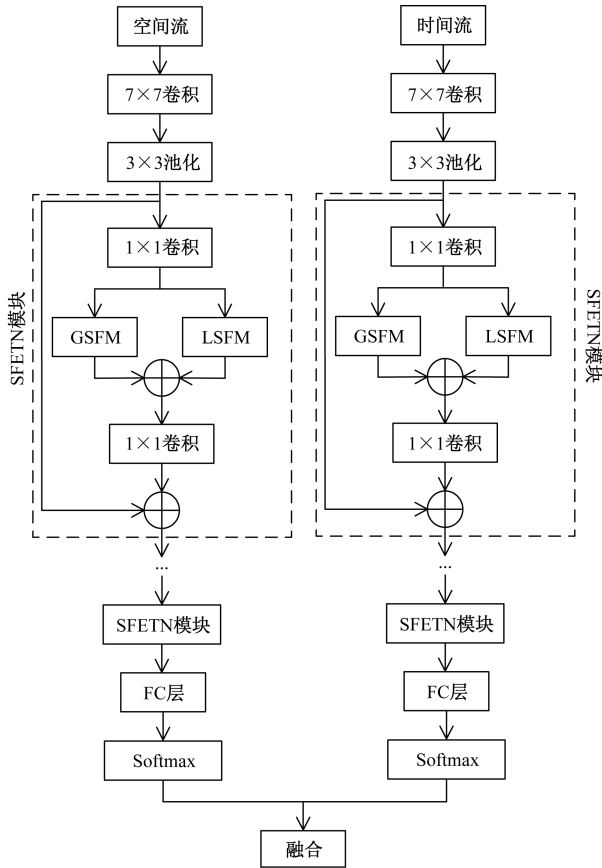 空间流
时间流
7×7卷积
7×7卷积
3×3池化
3×3池化
1×1卷积
1×1卷积
SFETN模块
GSFM
LSFM
GSFM
LSFM
SFETN模块
1×1卷积
1×1卷积
...
...
SFETN模块
SFETN模块
FC层
FC层
Softmax
Softmax
融合